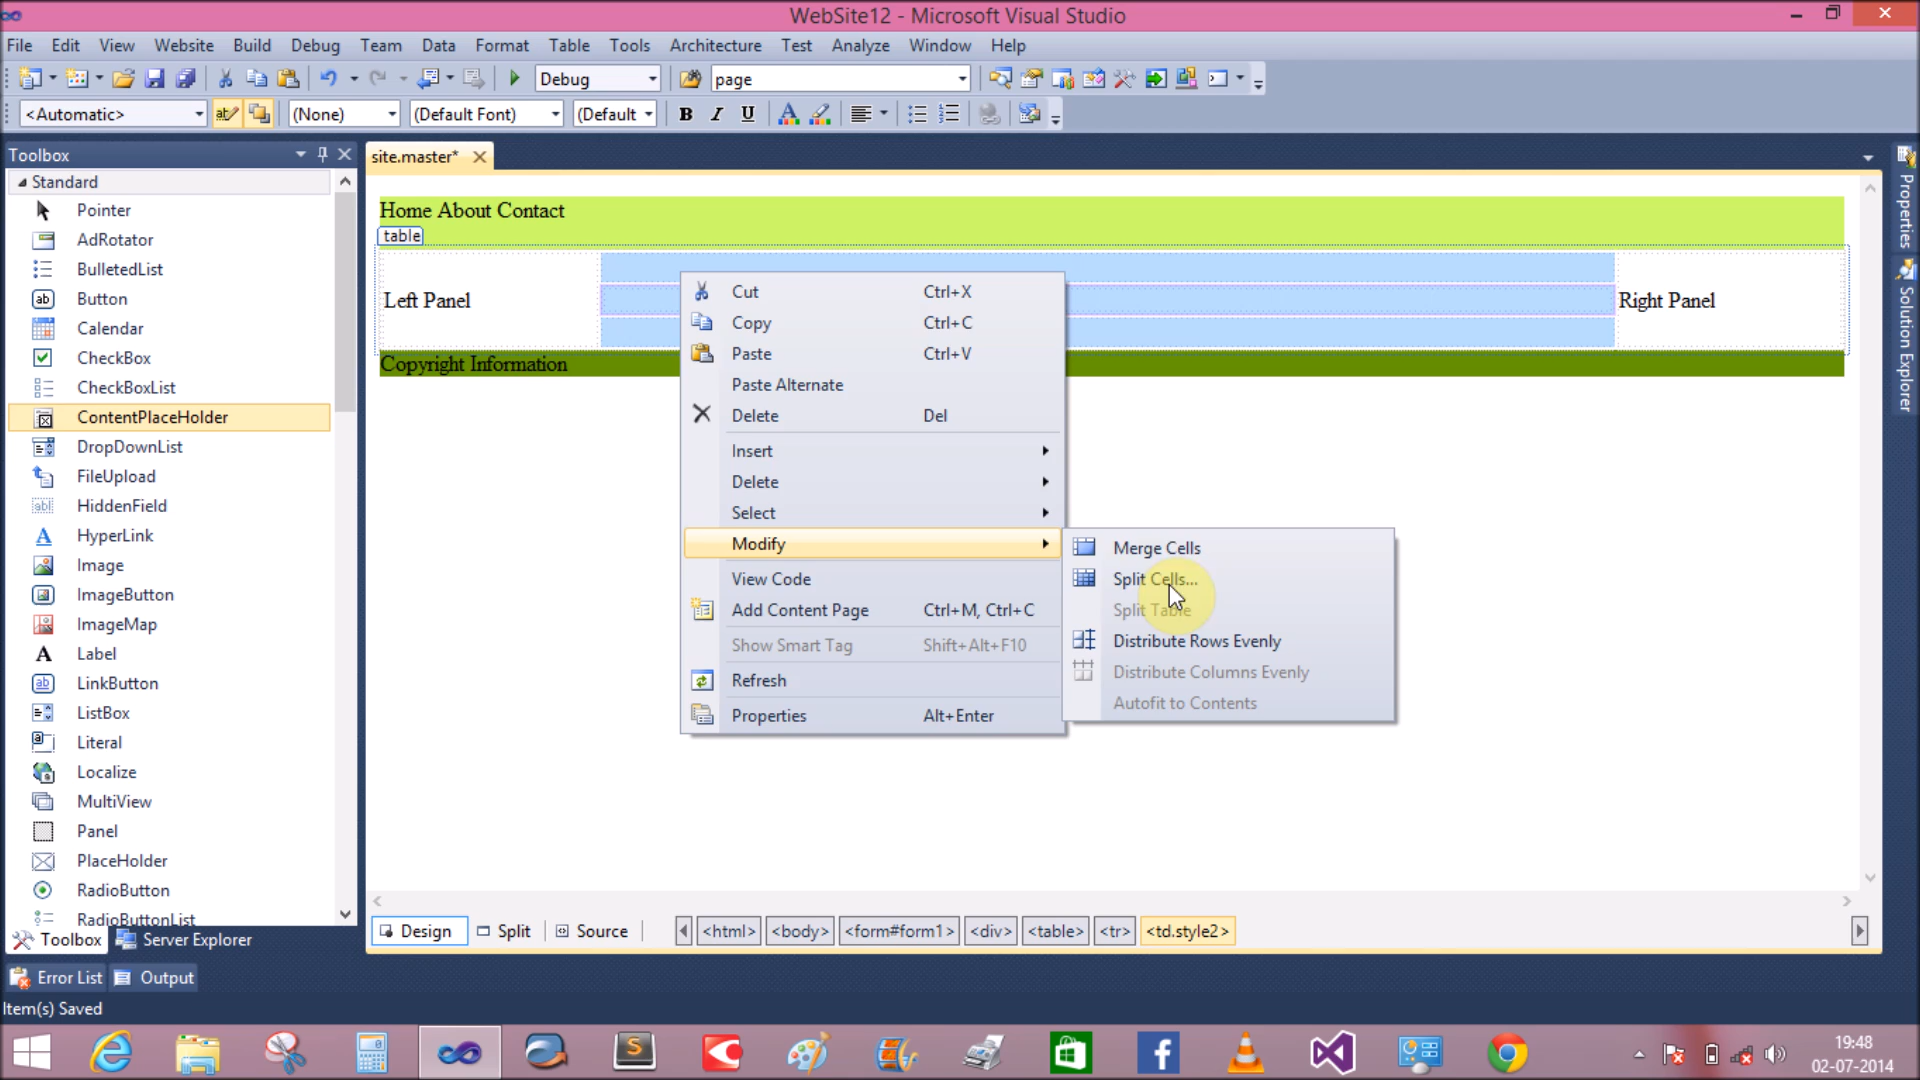 WebSite12 - Microsoft Visual Studio
File Edit View Website Build Debug Team Data Format Table Tools Architecture Test Analyze Window Help
Debug page
<Automatic> (None) (Default Font) (Default B I U
Toolbox
site.master*
Standard
Pointer
AdRotator
BulletedList
Button
Calendar
CheckBox
CheckBoxList
ContentPlaceHolder
DropDownList
FileUpload
HiddenField
HyperLink
Image
ImageButton
ImageMap
Label
LinkButton
ListBox
Literal
Localize
MultiView
Panel
PlaceHolder
RadioButton
RadioButtonList
Toolbox Server Explorer
Home About Contact
table
Left Panel
Right Panel
Copyright Information
Cut Ctrl+X
Copy Ctrl+C
Paste Ctrl+V
Paste Alternate
Delete Del
Insert
Delete
Select
Modify
View Code
Add Content Page Ctrl+M, Ctrl+C
Show Smart Tag Shift+Alt+F10
Refresh
Properties Alt+Enter
Merge Cells
Split Cells...
Split Table
Distribute Rows Evenly
Distribute Columns Evenly
Autofit to Contents
Properties
Solution Explorer
Design Split Source <html> <body> <form#form1> <div> <table> <tr> <td.style2>
Error List Output
Item(s) Saved
19:48
02-07-2014